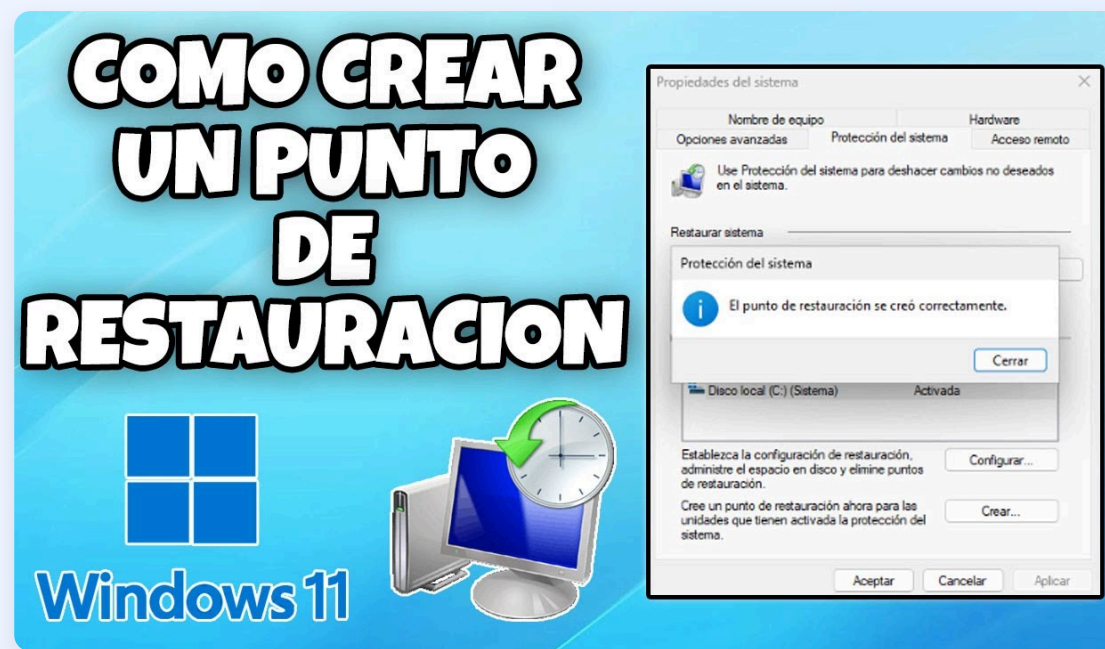 COMO CREAR
UN PUNTO
DE
RESTAURACION
Windows 11
Propiedades del sistema
Nombre de equipo
Hardware
Opciones avanzadas
Protección del sistema
Acceso remoto
Use Protección del sistema para deshacer cambios no deseados
en el sistema.
Restaurar sistema
Protección del sistema
El punto de restauración se creó correctamente.
Cerrar
Disco local (C:) (Sistema)
Activada
Establezca la configuración de restauración,
administre el espacio en disco y elimine puntos
de restauración.
Configurar...
Cree un punto de restauración ahora para las
unidades que tienen activada la protección del
sistema.
Crear...
Aceptar
Cancelar
Aplicar